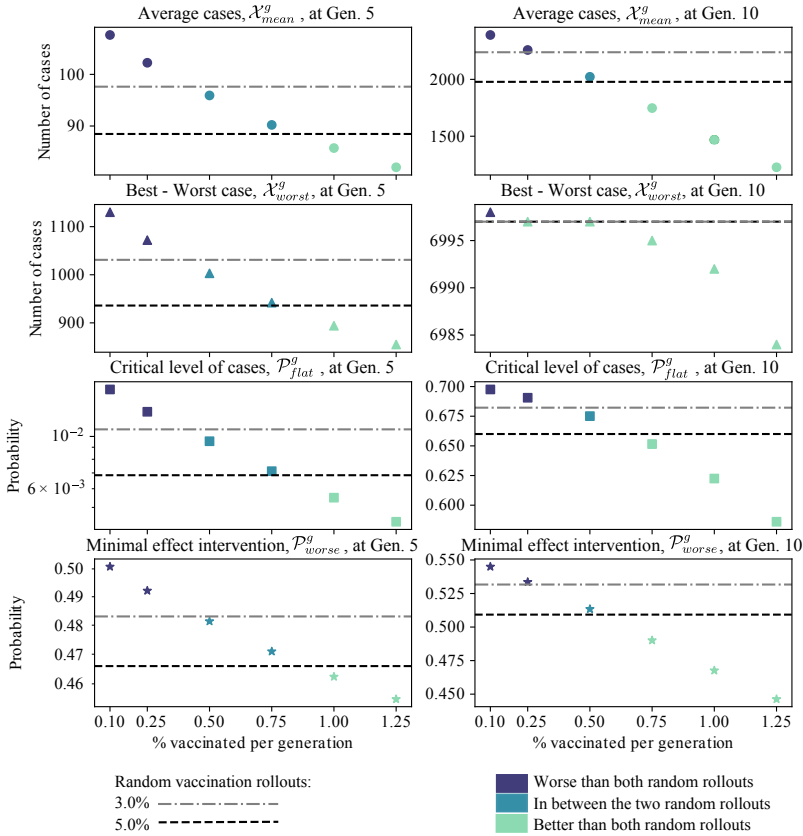 Average cases, 𝒳^g_mean , at Gen. 5
Number of cases
100
90
Average cases, 𝒳^g_mean , at Gen. 10
2000
1500
Best - Worst case, 𝒳^g_worst, at Gen. 5
Number of cases
1100
1000
900
Best - Worst case, 𝒳^g_worst, at Gen. 10
6995
6990
6985
Critical level of cases, 𝒫^g_flat , at Gen. 5
Probability
10^−2
6 × 10^−3
Critical level of cases, 𝒫^g_flat , at Gen. 10
0.700
0.675
0.650
0.625
0.600
Minimal effect intervention, 𝒫^g_worse, at Gen. 5
Probability
0.50
0.49
0.48
0.47
0.46
0.10 0.25 0.50 0.75 1.00 1.25
% vaccinated per generation
Minimal effect intervention, 𝒫^g_worse, at Gen. 10
0.550
0.525
0.500
0.475
0.450
0.10 0.25 0.50 0.75 1.00 1.25
% vaccinated per generation
Random vaccination rollouts:
3.0%
5.0%
Worse than both random rollouts
In between the two random rollouts
Better than both random rollouts